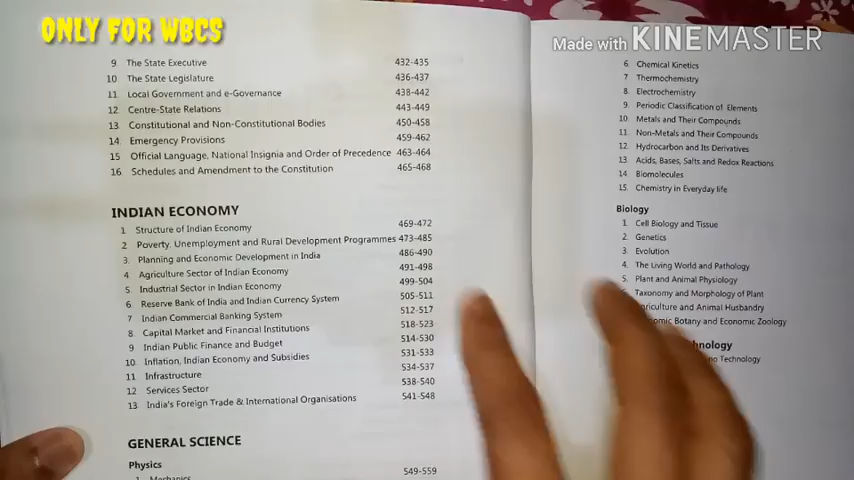 ONLY FOR WBCS
Made with KINEMASTER
9 The State Executive 432-435
10. The State Legislature 436-437
11. Local Government and e-Governance 438-442
12. Centre-State Relations 443-449
13. Constitutional and Non-Constitutional Bodies 450-458
14. Emergency Provisions 459-462
15 Official Language, National Insignia and Order of Precedence 463-464
16 Schedules and Amendment to the Constitution 465-468
INDIAN ECONOMY
1 Structure of Indian Economy 469-472
2 Poverty, Unemployment and Rural Development Programmes 473-485
3. Planning and Economic Development in India 486-490
4. Agriculture Sector of Indian Economy 491-498
5. Industrial Sector in Indian Economy 499-504
6. Reserve Bank of India and Indian Currency System 505-511
7 Indian Commercial Banking System 512-517
8. Capital Market and Financial Institutions 518-523
9 Indian Public Finance and Budget 514-530
10. Inflation, Indian Economy and Subsidies 531-533
11 Infrastructure 534-537
12 Services Sector 538-540
13. India's Foreign Trade & International Organisations 541-548
GENERAL SCIENCE
Physics
1 Mechanics 549-559
6. Chemical Kinetics
7 Thermochemistry
8. Electrochemistry
9. Periodic Classification of Elements
10. Metals and Their Compounds
11. Non-Metals and Their Compounds
12. Hydrocarbon and Its Derivatives
13 Acids, Bases, Salts and Redox Reactions
14 Biomolecules
15. Chemistry in Everyday life
Biology
1. Cell Biology and Tissue
2. Genetics
3. Evolution
4. The Living World and Pathology
5. Plant and Animal Physiology
Taxonomy and Morphology of Plant
and Animal Husbandry
Botany and Economic Zoology
Technology